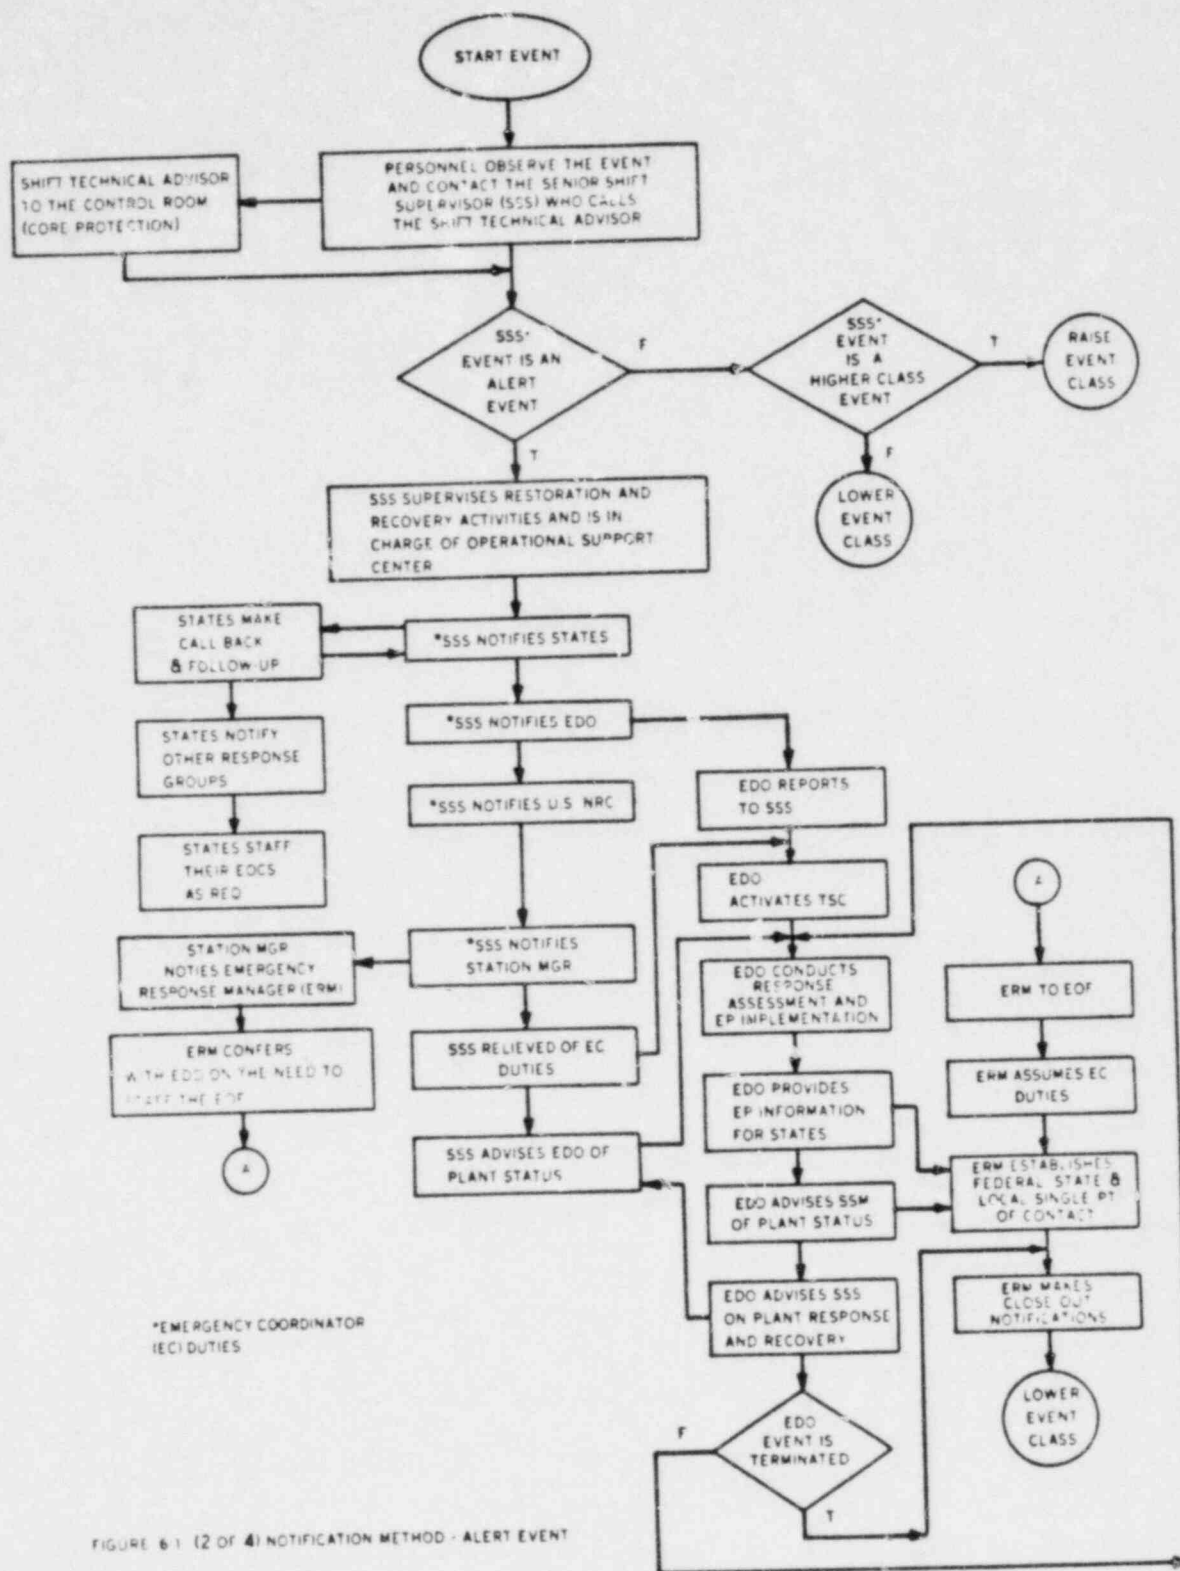 START EVENT
PERSONNEL OBSERVE THE EVENT
AND CONTACT THE SENIOR SHIFT
SUPERVISOR (SSS) WHO CALLS
THE SHIFT TECHNICAL ADVISOR
SHIFT TECHNICAL ADVISOR
TO THE CONTROL ROOM
(CORE PROTECTION)
SSS*
EVENT IS AN
ALERT
EVENT
F
SSS*
EVENT
IS A
HIGHER CLASS
EVENT
T
RAISE
EVENT
CLASS
T
F
LOWER
EVENT
CLASS
SSS SUPERVISES RESTORATION AND
RECOVERY ACTIVITIES AND IS IN
CHARGE OF OPERATIONAL SUPPORT
CENTER
STATES MAKE
CALL BACK
& FOLLOW-UP
*SSS NOTIFIES STATES
STATES NOTIFY
OTHER RESPONSE
GROUPS
*SSS NOTIFIES EDO
*SSS NOTIFIES U.S. NRC
EDO REPORTS
TO SSS
STATES STAFF
THEIR EOCS
AS REQ
EDO
ACTIVATES TSC
A
STATION MGR
NOTIES EMERGENCY
RESPONSE MANAGER (ERM)
*SSS NOTIFIES
STATION MGR
EDO CONDUCTS
RESPONSE
ASSESSMENT AND
EP IMPLEMENTATION
ERM TO EOF
ERM CONFERS
WITH EDO ON THE NEED TO
STAFF THE EOF
SSS RELIEVED OF EC
DUTIES
EDO PROVIDES
EP INFORMATION
FOR STATES
ERM ASSUMES EC
DUTIES
A
SSS ADVISES EDO OF
PLANT STATUS
EDO ADVISES SSM
OF PLANT STATUS
ERM ESTABLISHES
FEDERAL STATE &
LOCAL SINGLE PT
OF CONTACT
EDO ADVISES SSS
ON PLANT RESPONSE
AND RECOVERY
ERM MAKES
CLOSE OUT
NOTIFICATIONS
*EMERGENCY COORDINATOR
(EC) DUTIES
F
EDO
EVENT IS
TERMINATED
T
LOWER
EVENT
CLASS
FIGURE 6.1 (2 OF 4) NOTIFICATION METHOD - ALERT EVENT